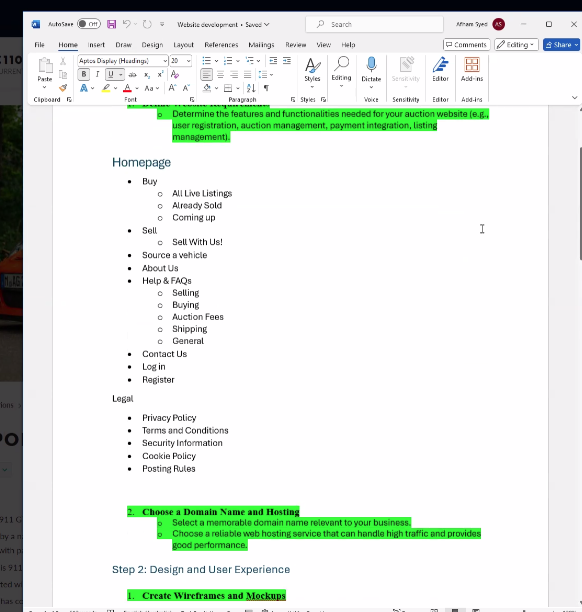 AutoSave Off Website development • Saved Search Afham Syed AS
File Home Insert Draw Design Layout References Mailings Review View Help Comments Editing Share
Aptos Display (Headings) 20
Paste Styles Editing Dictate Sensitivity Editor Add-ins
Clipboard Font Paragraph Styles Voice Sensitivity Editor Add-ins
o Determine the features and functionalities needed for your auction website (e.g.,
user registration, auction management, payment integration, listing
management).
Homepage
• Buy
o All Live Listings
o Already Sold
o Coming up
• Sell
o Sell With Us!
• Source a vehicle
• About Us
• Help & FAQs
o Selling
o Buying
o Auction Fees
o Shipping
o General
• Contact Us
• Log in
• Register
Legal
• Privacy Policy
• Terms and Conditions
• Security Information
• Cookie Policy
• Posting Rules
2. Choose a Domain Name and Hosting
o Select a memorable domain name relevant to your business.
o Choose a reliable web hosting service that can handle high traffic and provides
good performance.
Step 2: Design and User Experience
1. Create Wireframes and Mockups